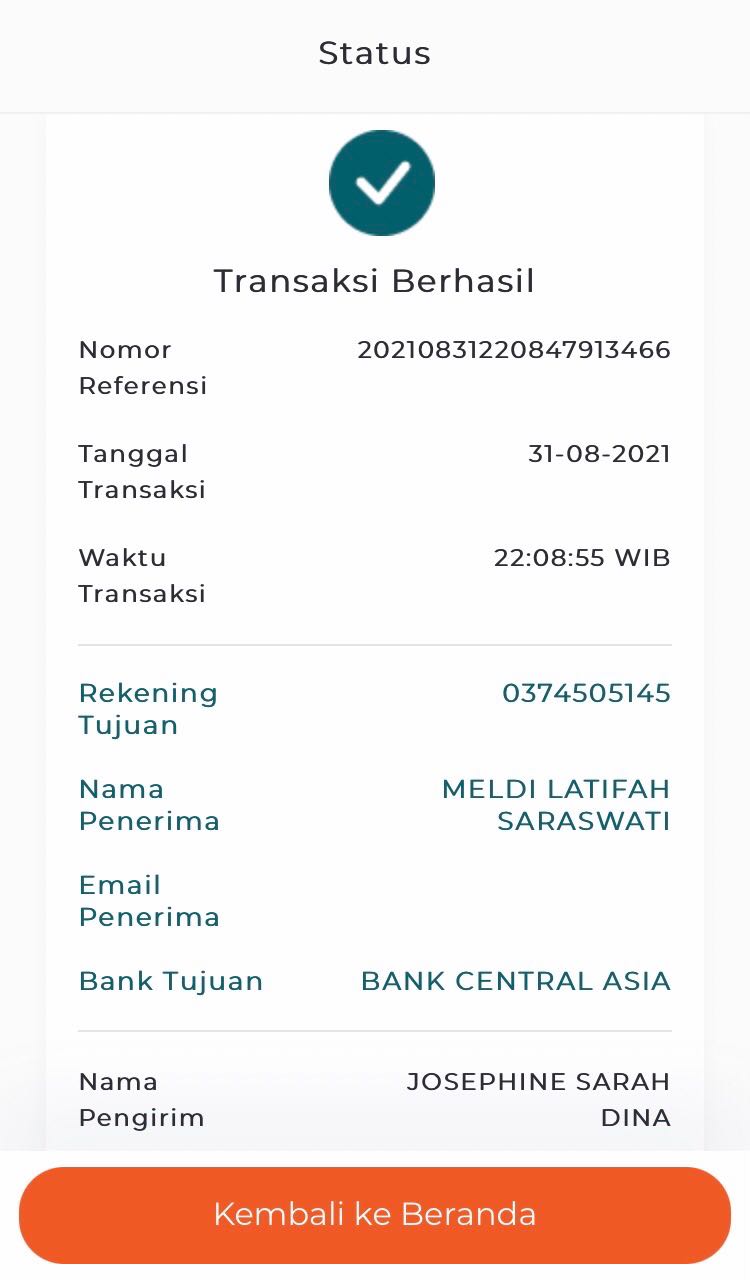 Status
Transaksi Berhasil
Nomor 20210831220847913466
Referensi
Tanggal 31-08-2021
Transaksi
Waktu 22:08:55 WIB
Transaksi
Rekening 0374505145
Tujuan
Nama MELDI LATIFAH
Penerima SARASWATI
Email
Penerima
Bank Tujuan BANK CENTRAL ASIA
Nama JOSEPHINE SARAH
Pengirim DINA
Kembali ke Beranda